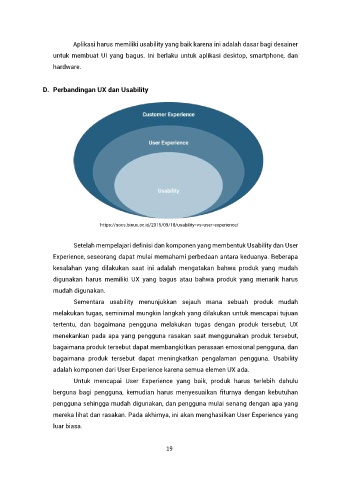 Aplikasi harus memiliki usability yang baik karena ini adalah dasar bagi desainer
untuk membuat UI yang bagus. Ini berlaku untuk aplikasi desktop, smartphone, dan
hardware.
D. Perbandingan UX dan Usability
Customer Experience
User Experience
Usability
https://socs.binus.ac.id/2015/09/18/usability-vs-user-experience/
Setelah mempelajari definisi dan komponen yang membentuk Usability dan User
Experience, seseorang dapat mulai memahami perbedaan antara keduanya. Beberapa
kesalahan yang dilakukan saat ini adalah mengatakan bahwa produk yang mudah
digunakan harus memiliki UX yang bagus atau bahwa produk yang menarik harus
mudah digunakan.
Sementara usability menunjukkan sejauh mana sebuah produk mudah
melakukan tugas, seminimal mungkin langkah yang dilakukan untuk mencapai tujuan
tertentu, dan bagaimana pengguna melakukan tugas dengan produk tersebut, UX
menekankan pada apa yang pengguna rasakan saat menggunakan produk tersebut,
bagaimana produk tersebut dapat membangkitkan perasaan emosional pengguna, dan
bagaimana produk tersebut dapat meningkatkan pengalaman pengguna. Usability
adalah komponen dari User Experience karena semua elemen UX ada.
Untuk mencapai User Experience yang baik, produk harus terlebih dahulu
berguna bagi pengguna, kemudian harus menyesuaikan fiturnya dengan kebutuhan
pengguna sehingga mudah digunakan, dan pengguna mulai senang dengan apa yang
mereka lihat dan rasakan. Pada akhirnya, ini akan menghasilkan User Experience yang
luar biasa.
19